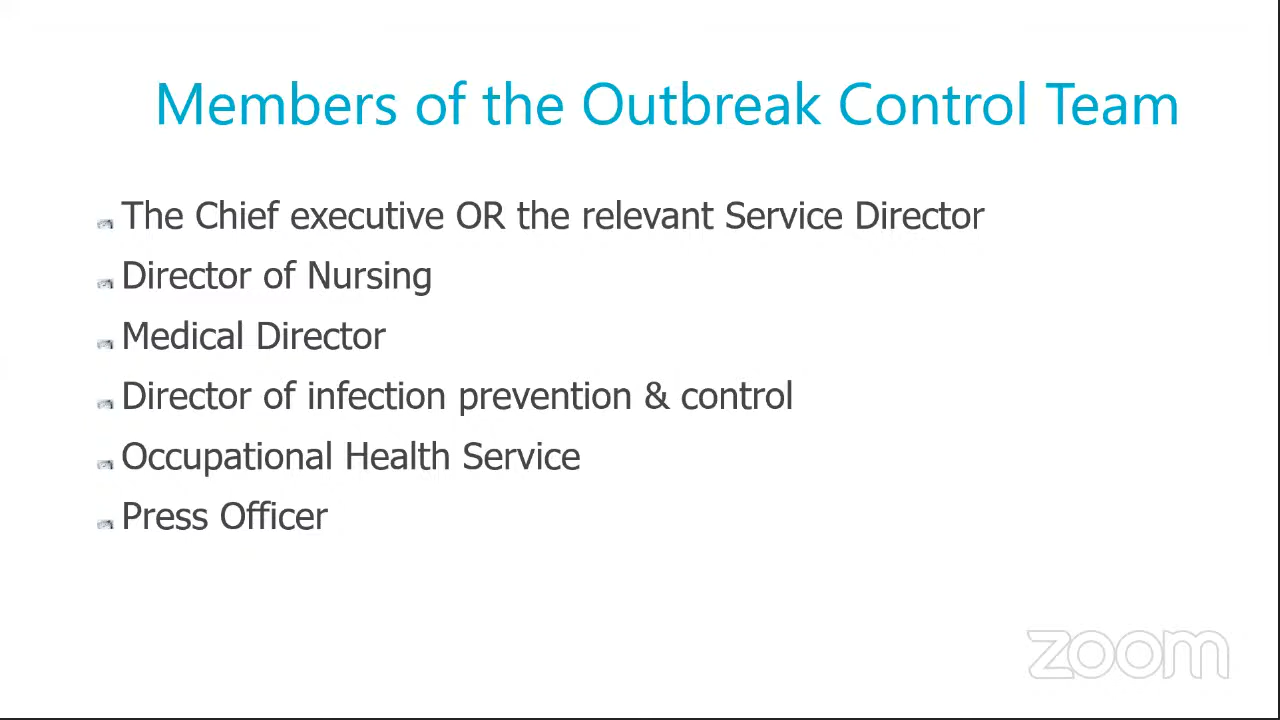 Members of the Outbreak Control Team
The Chief executive OR the relevant Service Director
Director of Nursing
Medical Director
Director of infection prevention & control
Occupational Health Service
Press Officer
zoom